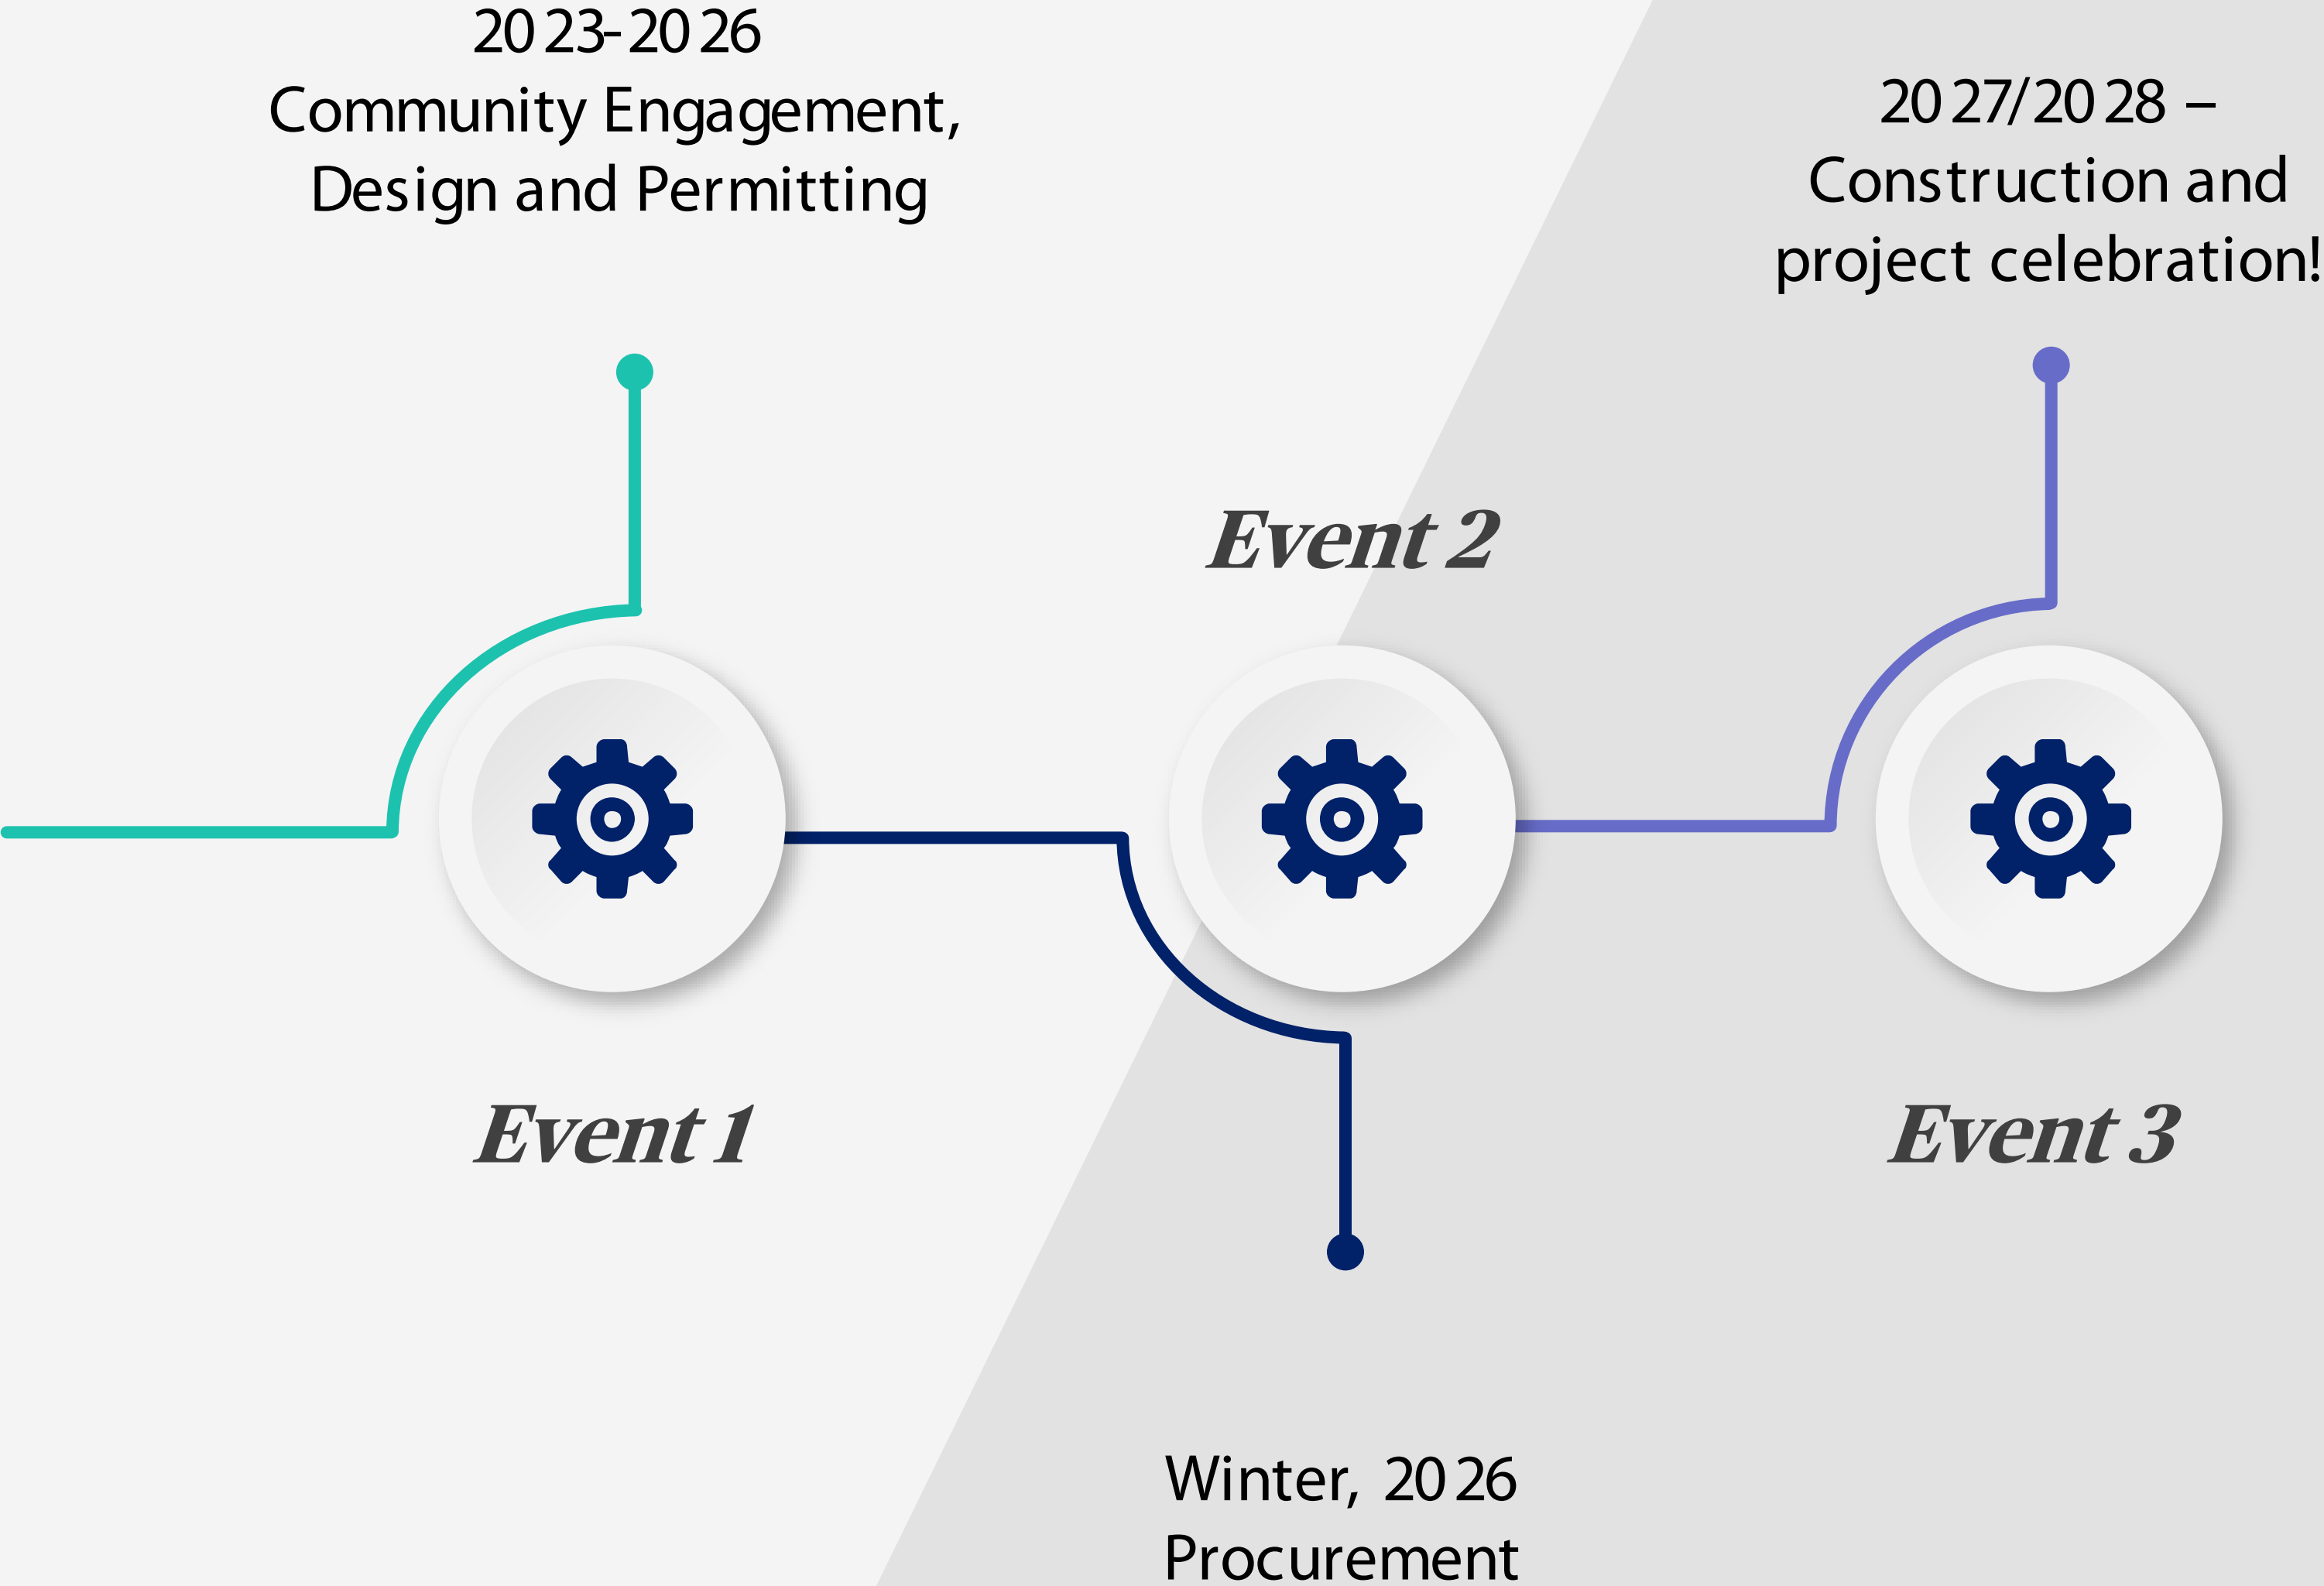 2023-2026
Community Engagement,
Design and Permitting
Event 1
Event 2
Winter, 2026
Procurement
2027/2028 –
Construction and
project celebration!
Event 3